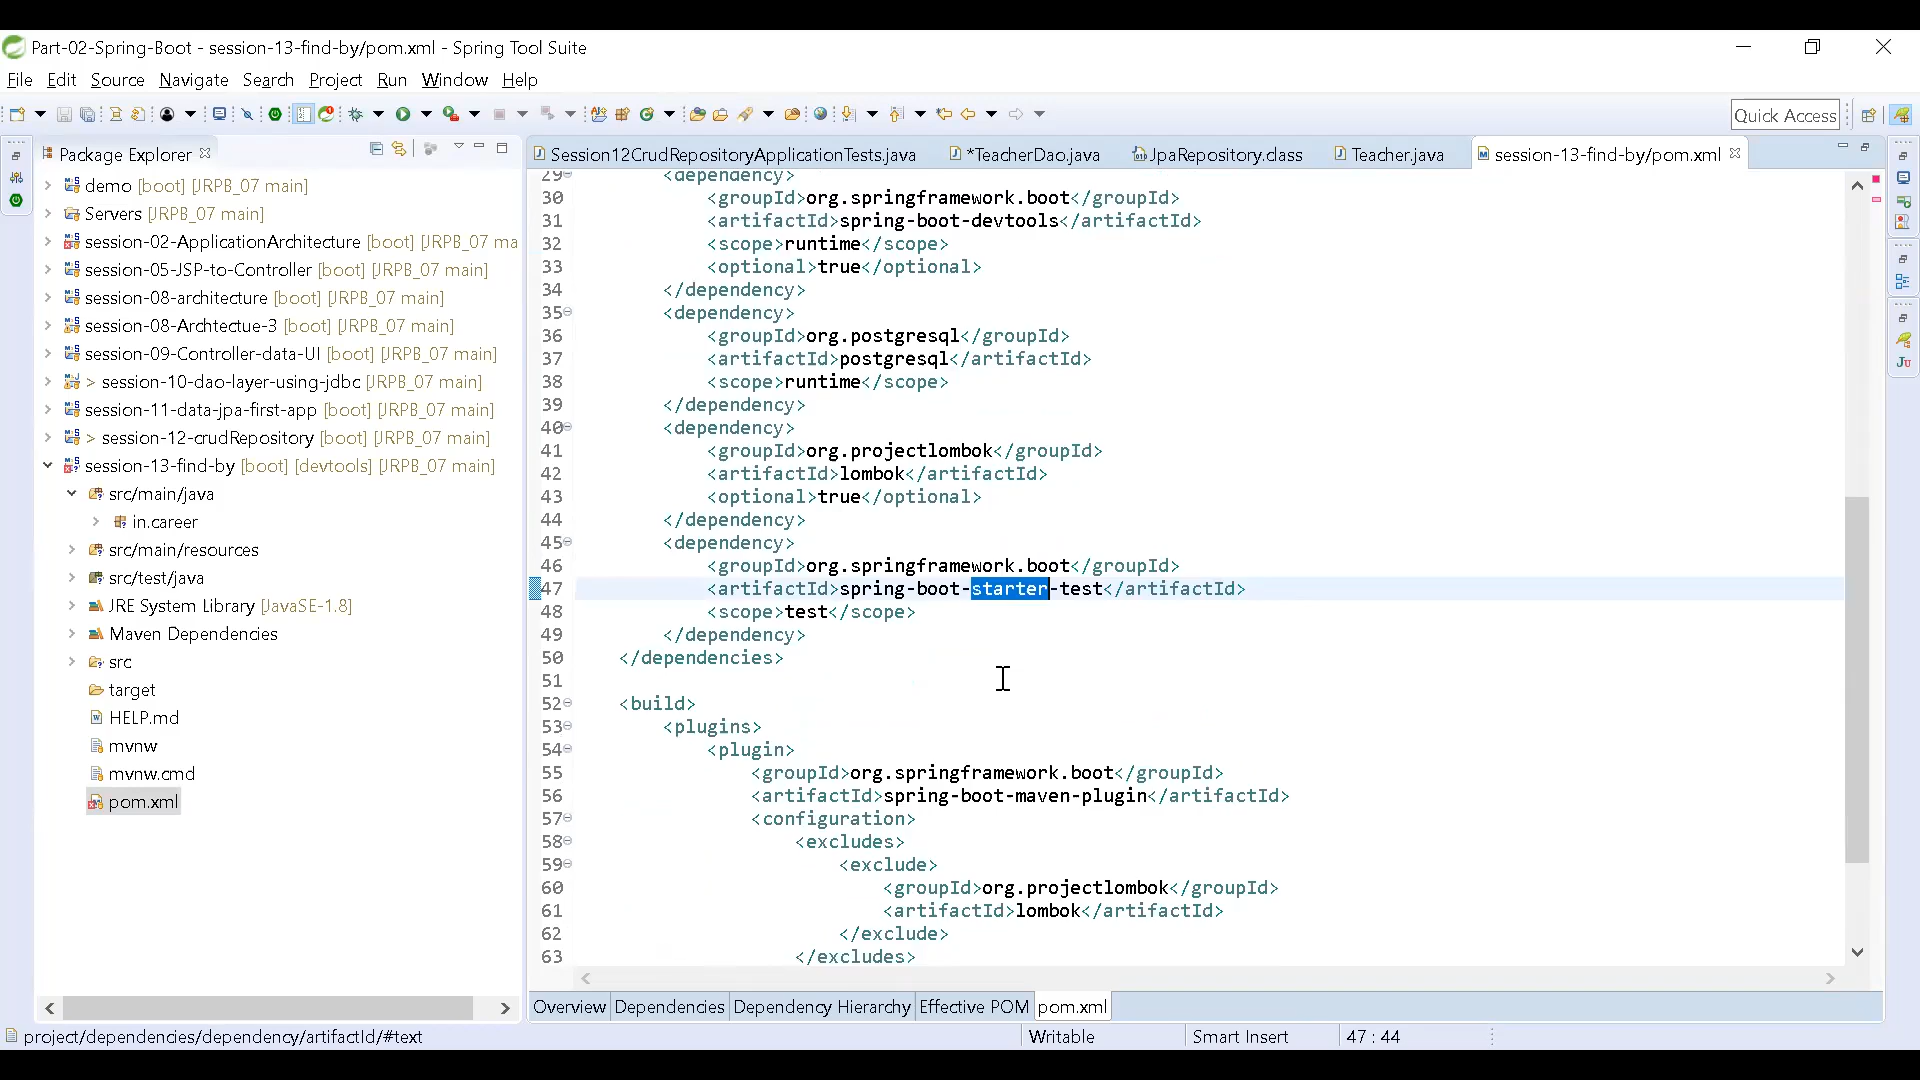 Part-02-Spring-Boot - session-13-find-by/pom.xml - Spring Tool Suite
File Edit Source Navigate Search Project Run Window Help
Quick Access
Package Explorer
demo [boot] [JRPB_07 main]
Servers [JRPB_07 main]
session-02-ApplicationArchitecture [boot] [JRPB_07 ma
session-05-JSP-to-Controller [boot] [JRPB_07 main]
session-08-architecture [boot] [JRPB_07 main]
session-08-Archtectue-3 [boot] [JRPB_07 main]
session-09-Controller-data-UI [boot] [JRPB_07 main]
> session-10-dao-layer-using-jdbc [boot] [JRPB_07 main]
session-11-data-jpa-first-app [boot] [JRPB_07 main]
> session-12-crudRepository [boot] [JRPB_07 main]
session-13-find-by [boot] [devtools] [JRPB_07 main]
src/main/java
in.career
src/main/resources
src/test/java
JRE System Library [JavaSE-1.8]
Maven Dependencies
src
target
HELP.md
mvnw
mvnw.cmd
pom.xml
Session12CrudRepositoryApplicationTests.java *TeacherDao.java JpaRepository.class Teacher.java session-13-find-by/pom.xml
29 <dependency>
30 <groupId>org.springframework.boot</groupId>
31 <artifactId>spring-boot-devtools</artifactId>
32 <scope>runtime</scope>
33 <optional>true</optional>
34 </dependency>
35 <dependency>
36 <groupId>org.postgresql</groupId>
37 <artifactId>postgresql</artifactId>
38 <scope>runtime</scope>
39 </dependency>
40 <dependency>
41 <groupId>org.projectlombok</groupId>
42 <artifactId>lombok</artifactId>
43 <optional>true</optional>
44 </dependency>
45 <dependency>
46 <groupId>org.springframework.boot</groupId>
47 <artifactId>spring-boot-starter-test</artifactId>
48 <scope>test</scope>
49 </dependency>
50 </dependencies>
51
52 <build>
53 <plugins>
54 <plugin>
55 <groupId>org.springframework.boot</groupId>
56 <artifactId>spring-boot-maven-plugin</artifactId>
57 <configuration>
58 <excludes>
59 <exclude>
60 <groupId>org.projectlombok</groupId>
61 <artifactId>lombok</artifactId>
62 </exclude>
63 </excludes>
Overview Dependencies Dependency Hierarchy Effective POM pom.xml
project/dependencies/dependency/artifactId/#text Writable Smart Insert 47 : 44